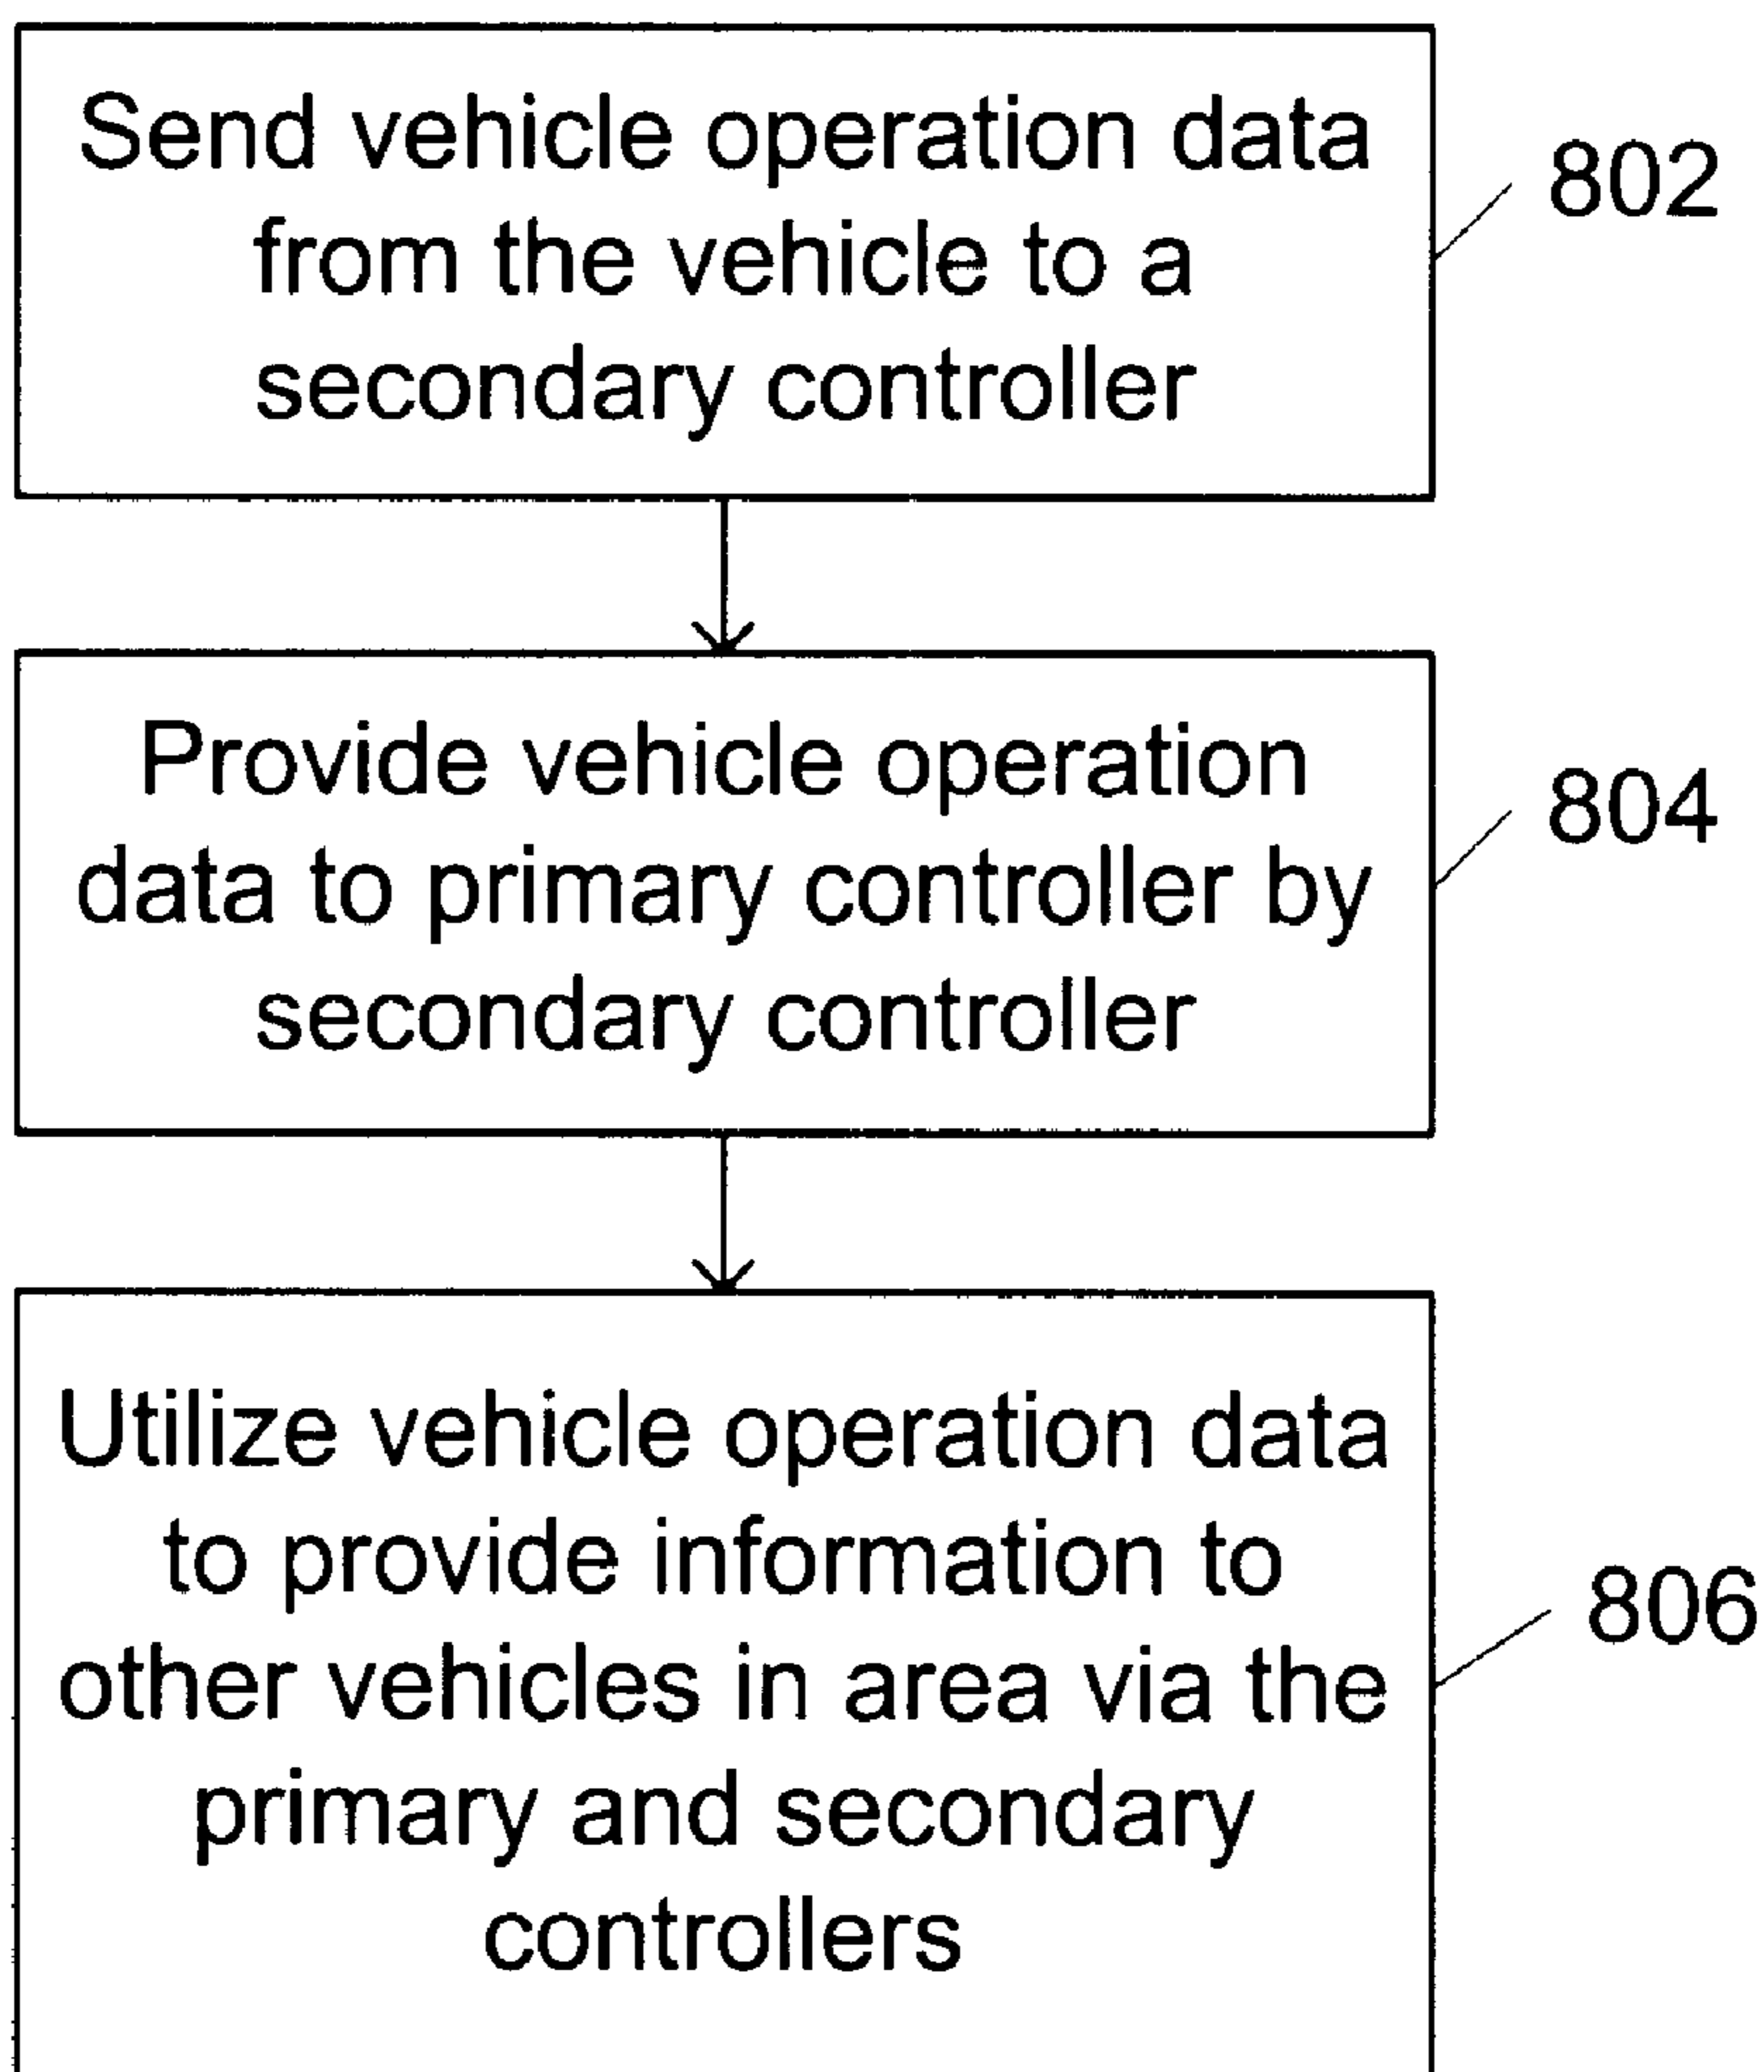 Send vehicle operation data
from the vehicle to a
secondary controller
802
Provide vehicle operation
data to primary controller by
secondary controller
804
Utilize vehicle operation data
to provide information to
other vehicles in area via the
primary and secondary
controllers
806